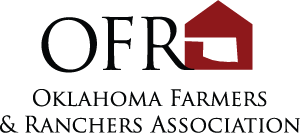 OFR
Oklahoma Farmers
& Ranchers Association